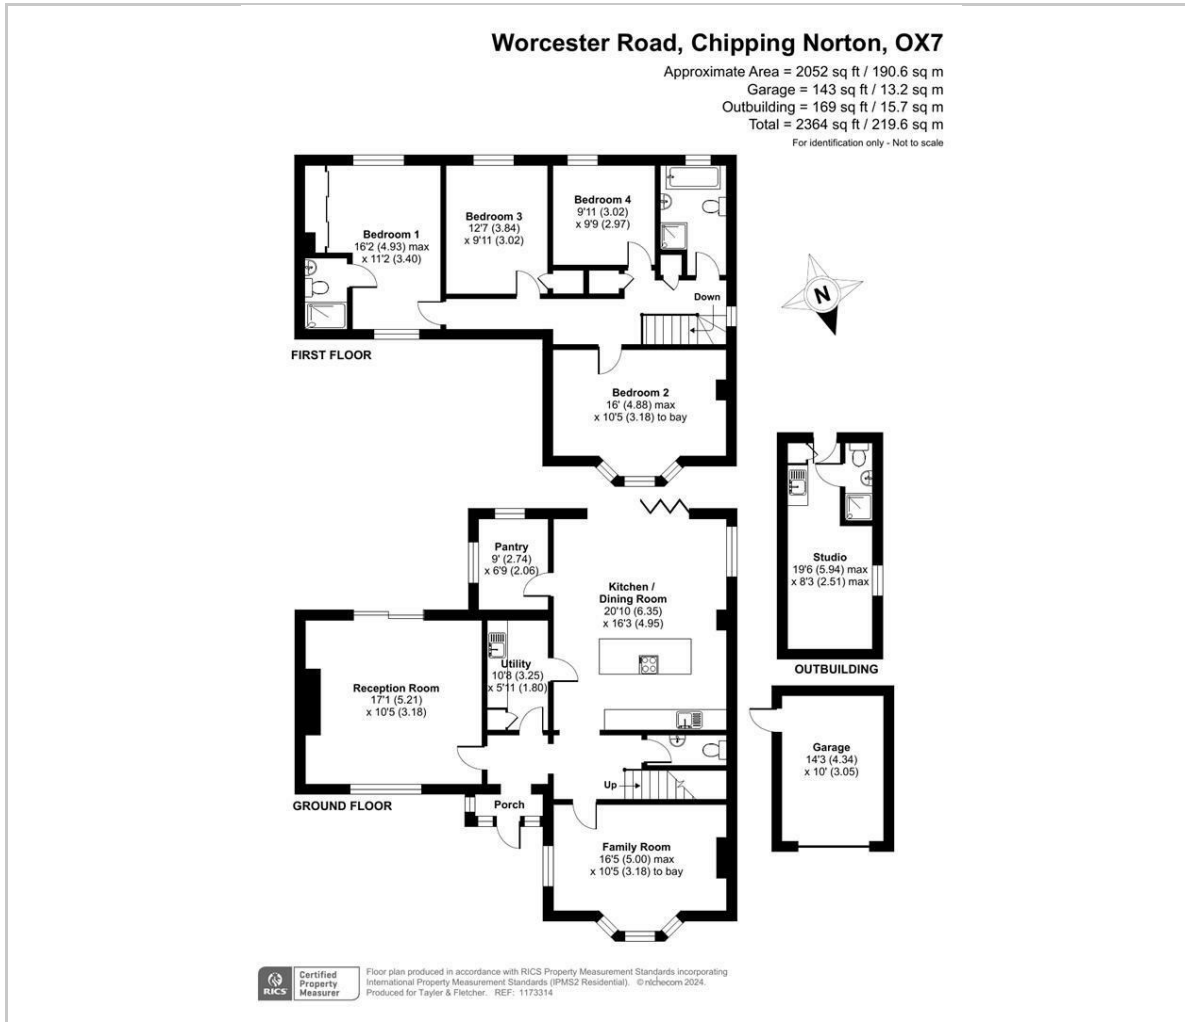 Worcester Road, Chipping Norton, OX7
Approximate Area = 2052 sq ft / 190.6 sq m
Garage = 143 sq ft / 13.2 sq m
Outbuilding = 169 sq ft / 15.7 sq m
Total = 2364 sq ft / 219.6 sq m
For identification only - Not to scale
Bedroom 1
16'2 (4.93) max
x 11'2 (3.40)
Bedroom 3
12'7 (3.84)
x 9'11 (3.02)
Bedroom 4
9'11 (3.02)
x 9'9 (2.97)
Down
N
FIRST FLOOR
Bedroom 2
16' (4.88) max
x 10'5 (3.18) to bay
Pantry
9' (2.74)
x 6'9 (2.06)
Kitchen /
Dining Room
20'10 (6.35)
x 16'3 (4.95)
Studio
19'6 (5.94) max
x 8'3 (2.51) max
OUTBUILDING
Utility
10'8 (3.25)
x 5'11 (1.80)
Reception Room
17'1 (5.21)
x 10'5 (3.18)
Garage
14'3 (4.34)
x 10' (3.05)
Up
GROUND FLOOR
Porch
Family Room
16'5 (5.00) max
x 10'5 (3.18) to bay
RICS
Certified
Property
Measurer
Floor plan produced in accordance with RICS Property Measurement Standards incorporating
International Property Measurement Standards (IPMS2 Residential). © nichecom 2024.
Produced for Tayler & Fletcher. REF: 1173314